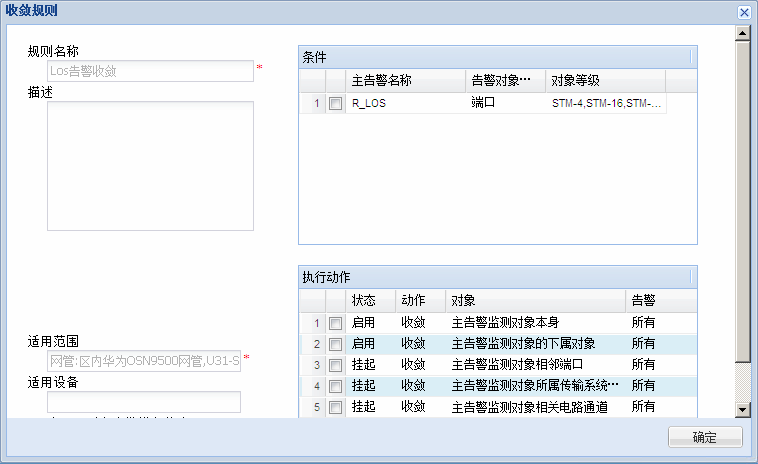 收敛规则
规则名称
Los告警收敛 *
描述
适用范围
网管:区内华为OSN9500网管,U31-S *
适用设备
条件
主告警名称 告警对象… 对象等级
1 R_LOS 端口 STM-4,STM-16,STM-...
执行动作
状态 动作 对象 告警
1 启用 收敛 主告警监测对象本身 所有
2 启用 收敛 主告警监测对象的下属对象 所有
3 挂起 收敛 主告警监测对象相邻端口 所有
4 挂起 收敛 主告警监测对象所属传输系统… 所有
5 挂起 收敛 主告警监测对象相关电路通道 所有
确定